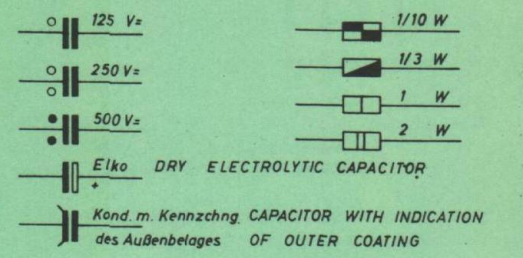 125 V=
250 V=
500 V=
Elko DRY ELECTROLYTIC CAPACITOR
+
Kond. m. Kennzchng. CAPACITOR WITH INDICATION
des Außenbelages OF OUTER COATING
1/10 W
1/3 W
1 W
2 W